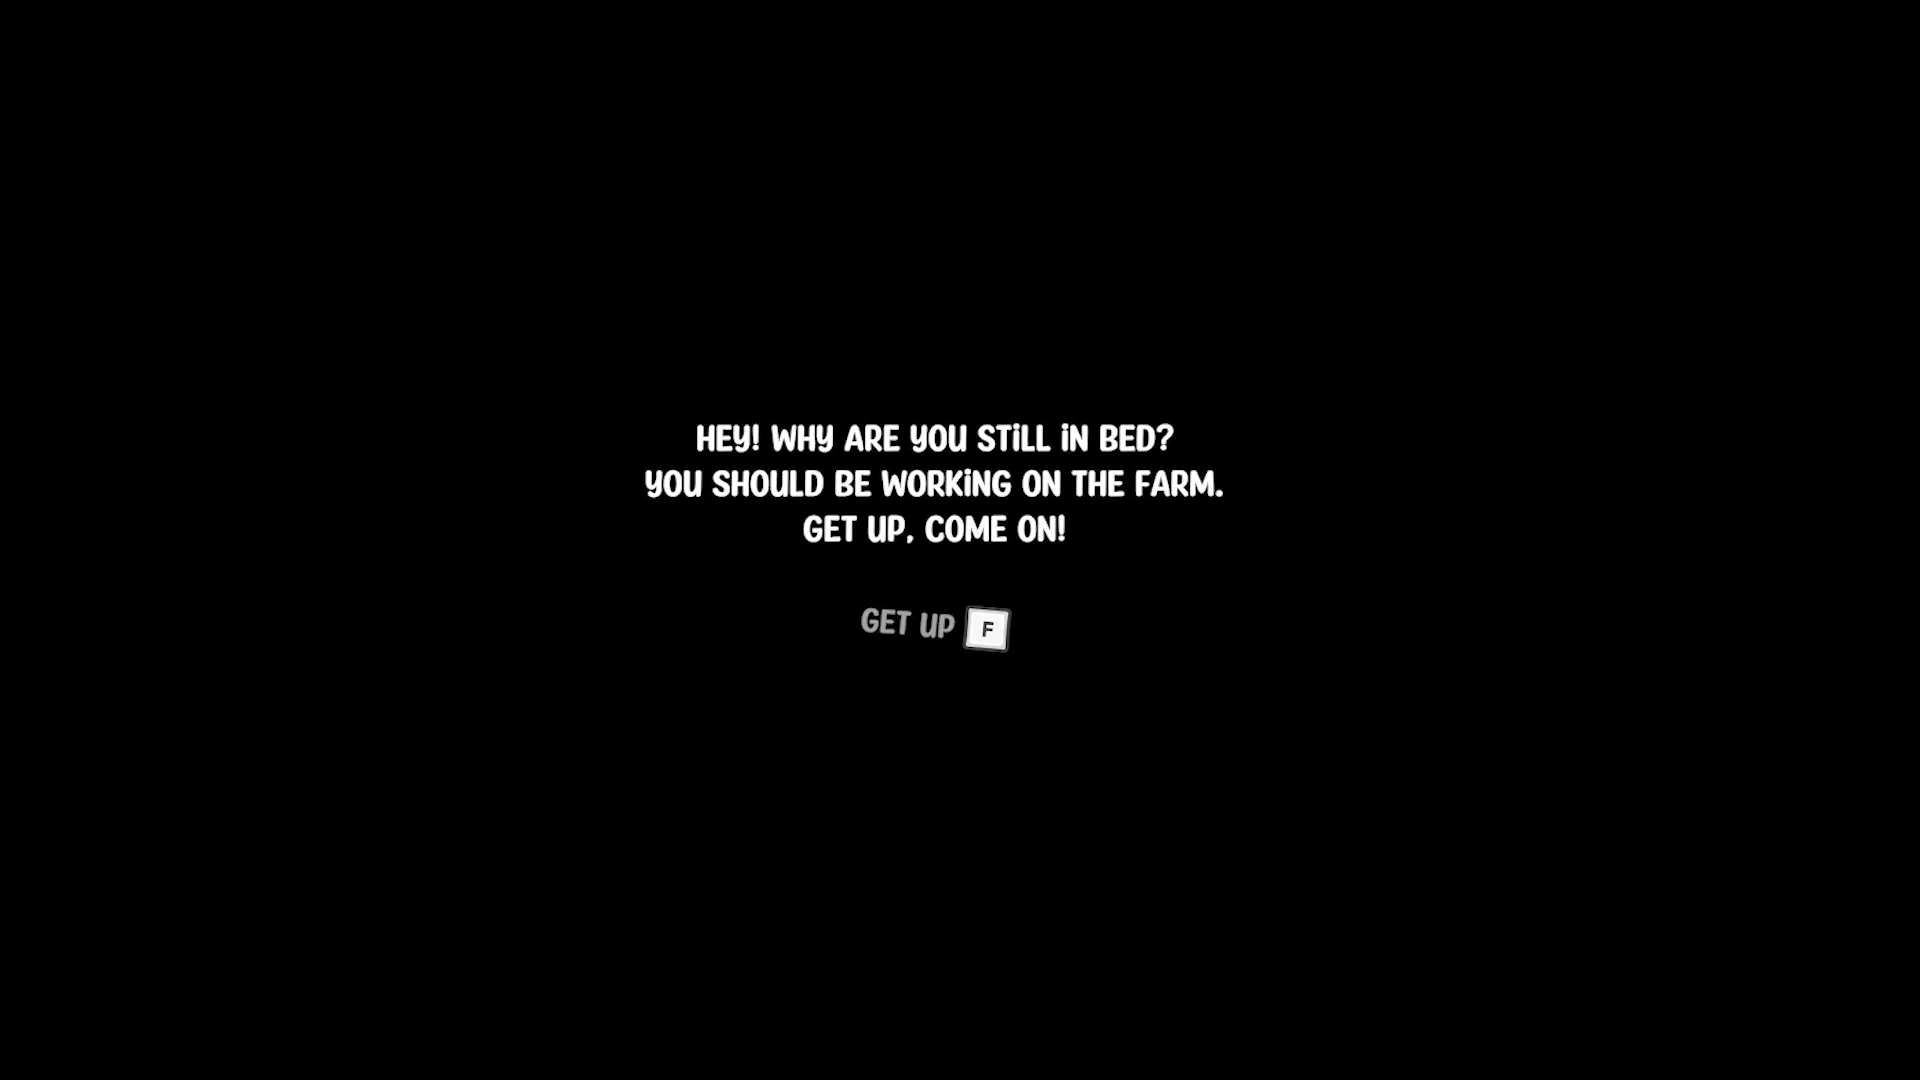 HEY! WHY ARE YOU STILL IN BED?
YOU SHOULD BE WORKING ON THE FARM.
GET UP, COME ON!
GET UP F